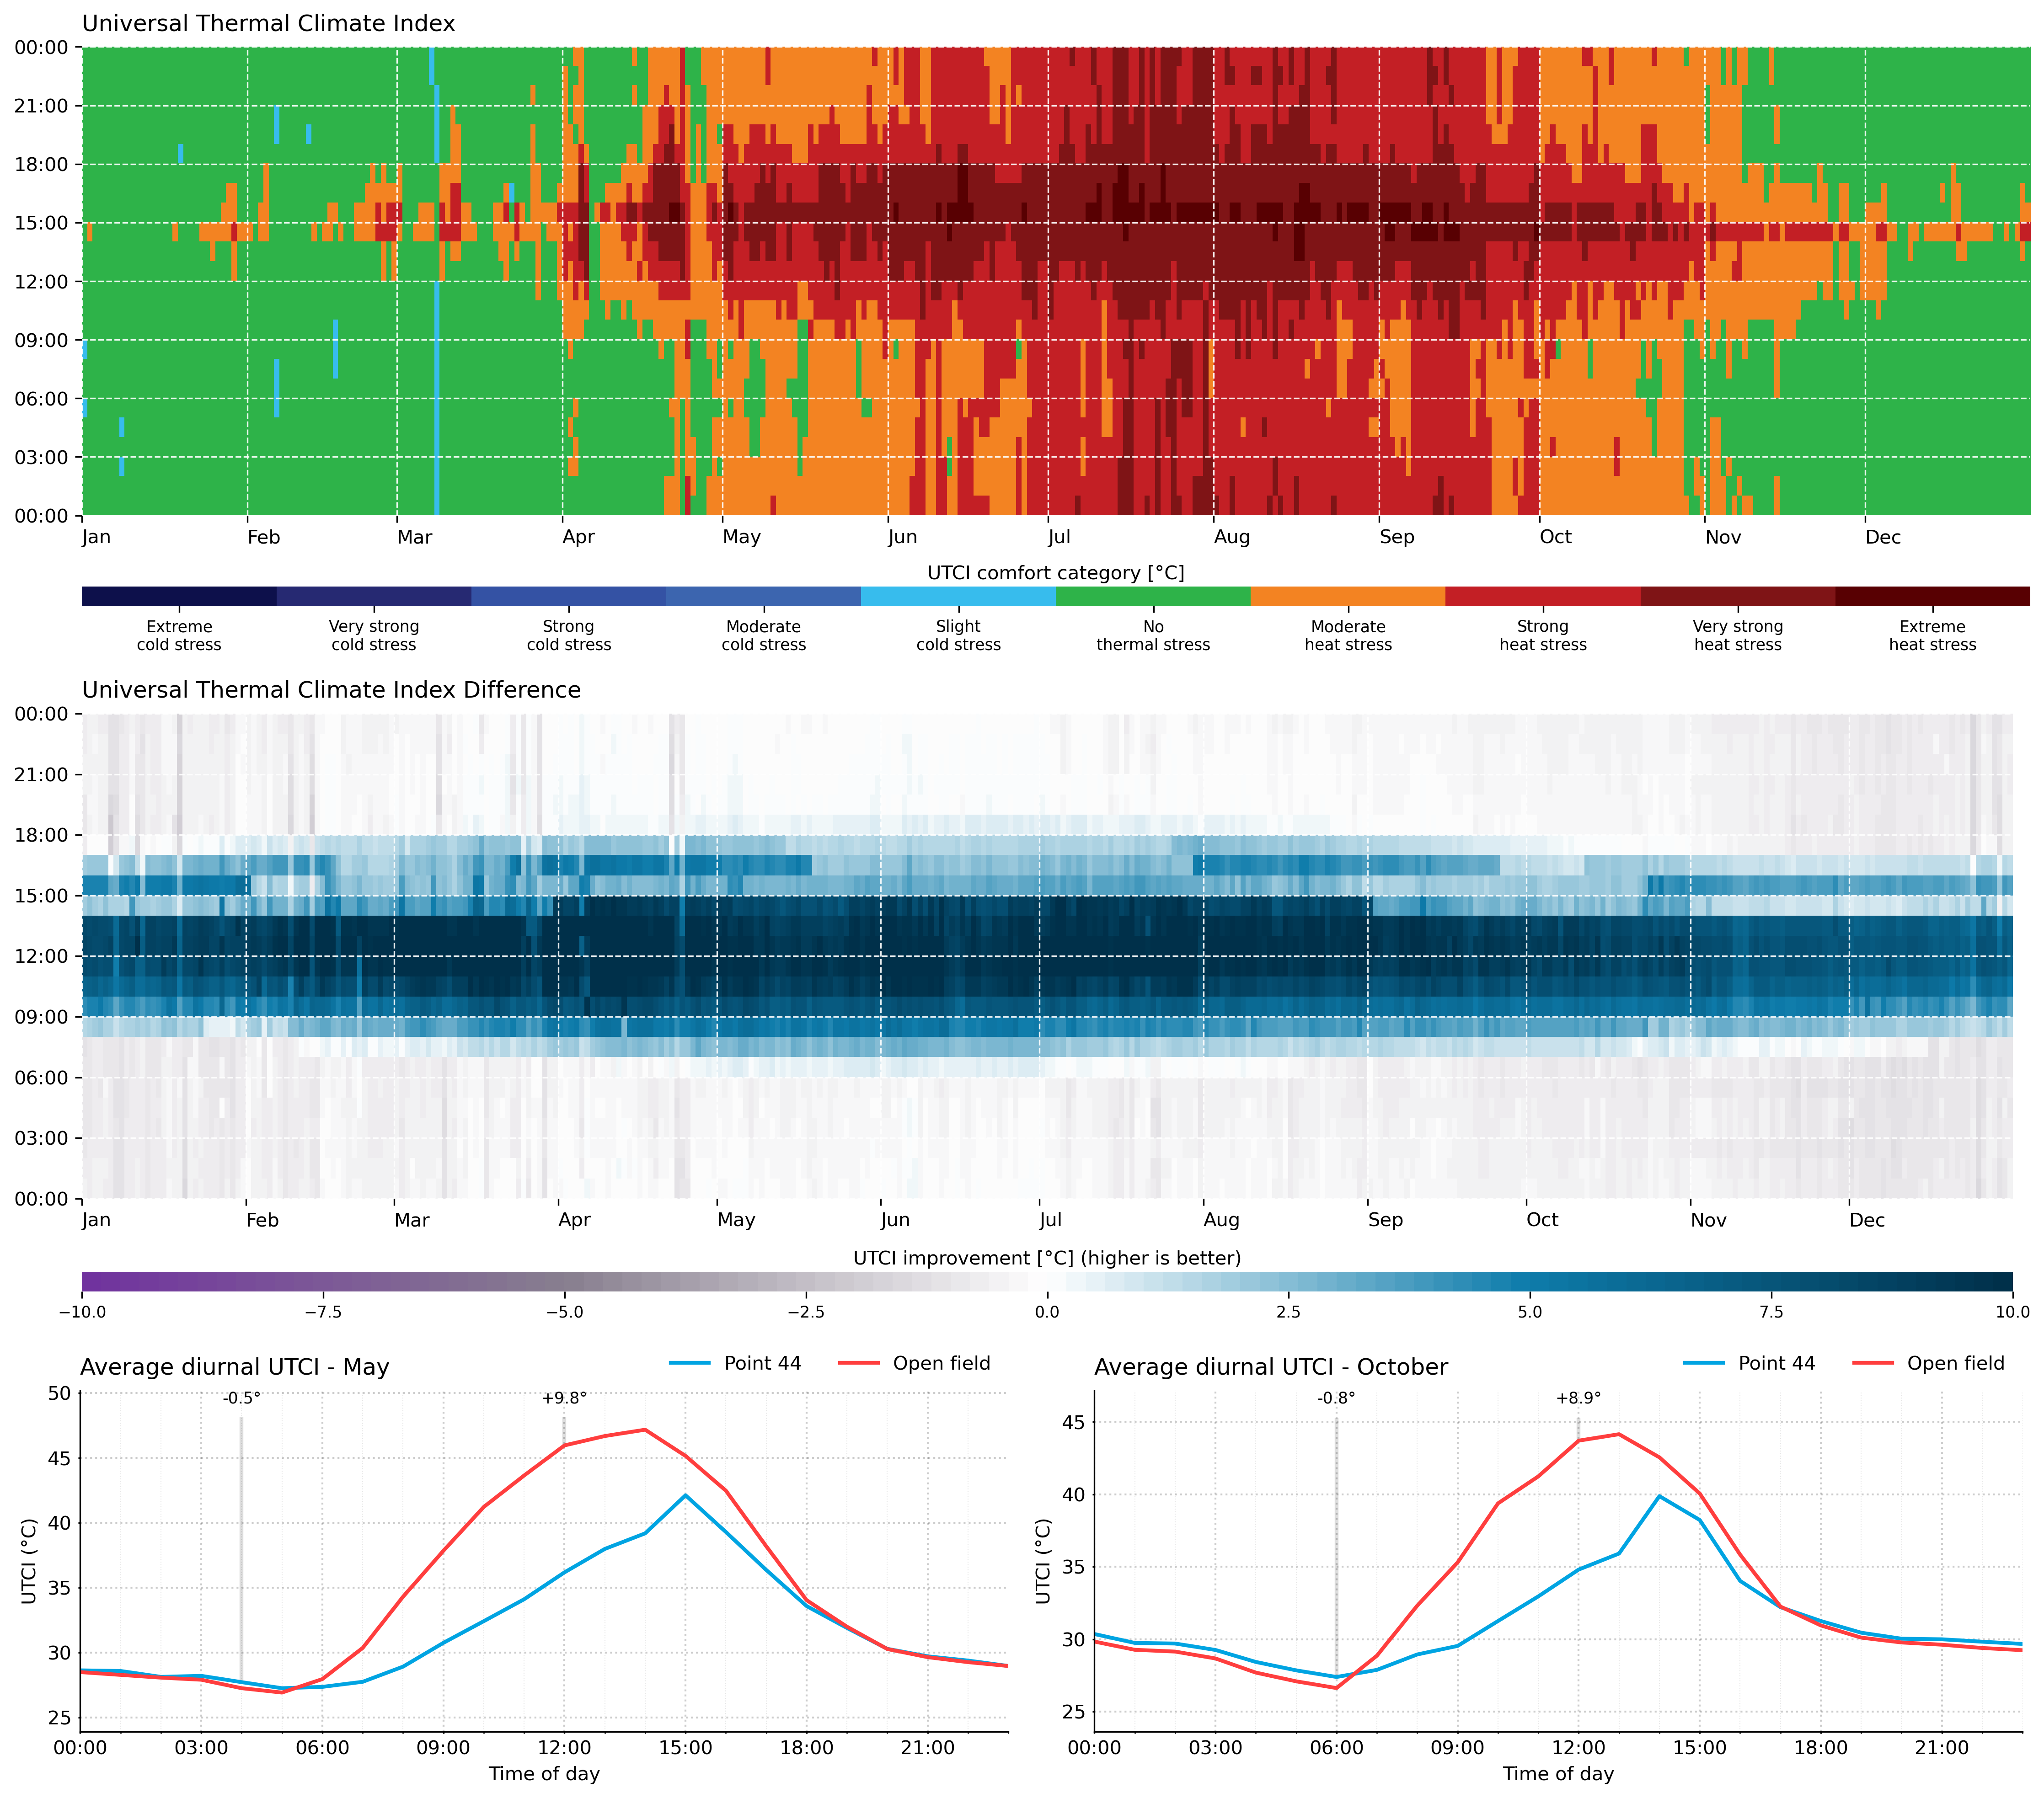 Universal Thermal Climate Index
00:00
21:00
18:00
15:00
12:00
09:00
06:00
03:00
00:00
Jan Feb Mar Apr May Jun Jul Aug Sep Oct Nov Dec
UTCI comfort category [°C]
Extreme cold stress
Very strong cold stress
Strong cold stress
Moderate cold stress
Slight cold stress
No thermal stress
Moderate heat stress
Strong heat stress
Very strong heat stress
Extreme heat stress
Universal Thermal Climate Index Difference
00:00
21:00
18:00
15:00
12:00
09:00
06:00
03:00
00:00
Jan Feb Mar Apr May Jun Jul Aug Sep Oct Nov Dec
UTCI improvement [°C] (higher is better)
−10.0 −7.5 −5.0 −2.5 0.0 2.5 5.0 7.5 10.0
Average diurnal UTCI - May
Point 44 Open field
-0.5° +9.8°
50
45
40
35
30
25
UTCI (°C)
00:00 03:00 06:00 09:00 12:00 15:00 18:00 21:00
Time of day
Average diurnal UTCI - October
Point 44 Open field
-0.8° +8.9°
45
40
35
30
25
UTCI (°C)
00:00 03:00 06:00 09:00 12:00 15:00 18:00 21:00
Time of day